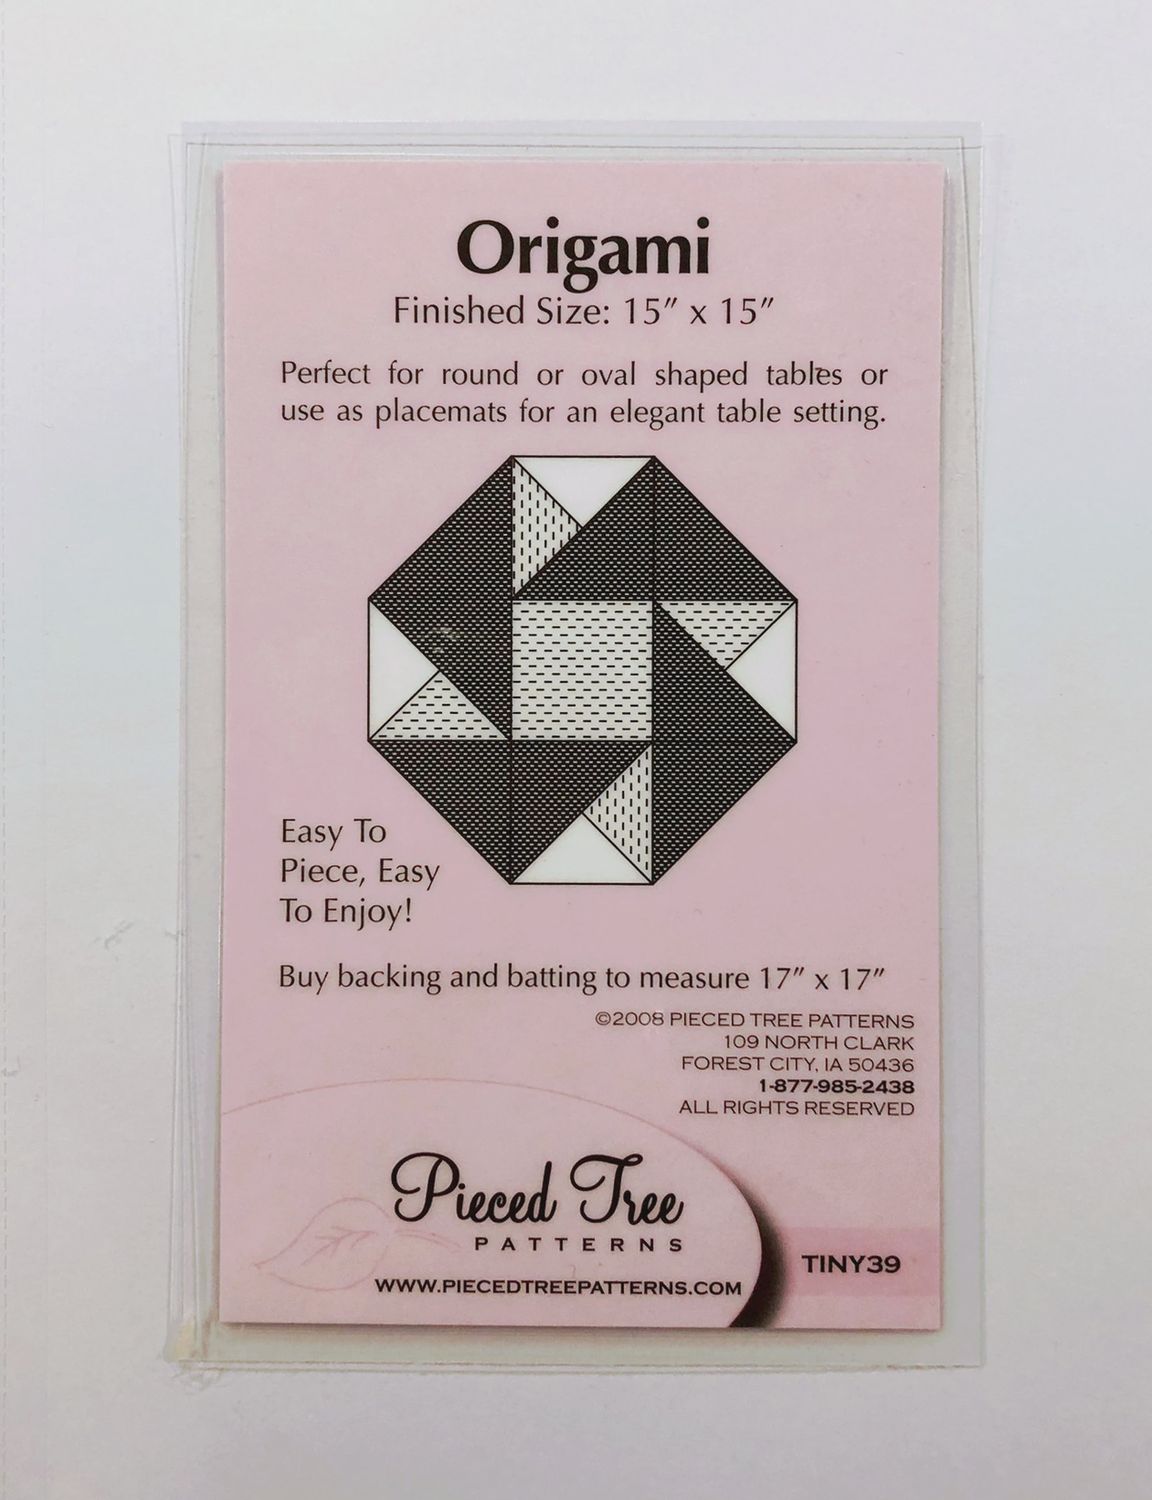 Origami
Finished Size: 15″ x 15″
Perfect for round or oval shaped tables or
use as placemats for an elegant table setting.
Easy To
Piece, Easy
To Enjoy!
Buy backing and batting to measure 17″ x 17″
©2008 PIECED TREE PATTERNS
109 NORTH CLARK
FOREST CITY, IA 50436
1-877-985-2438
ALL RIGHTS RESERVED
Pieced Tree
PATTERNS
WWW.PIECEDTREEPATTERNS.COM
TINY39